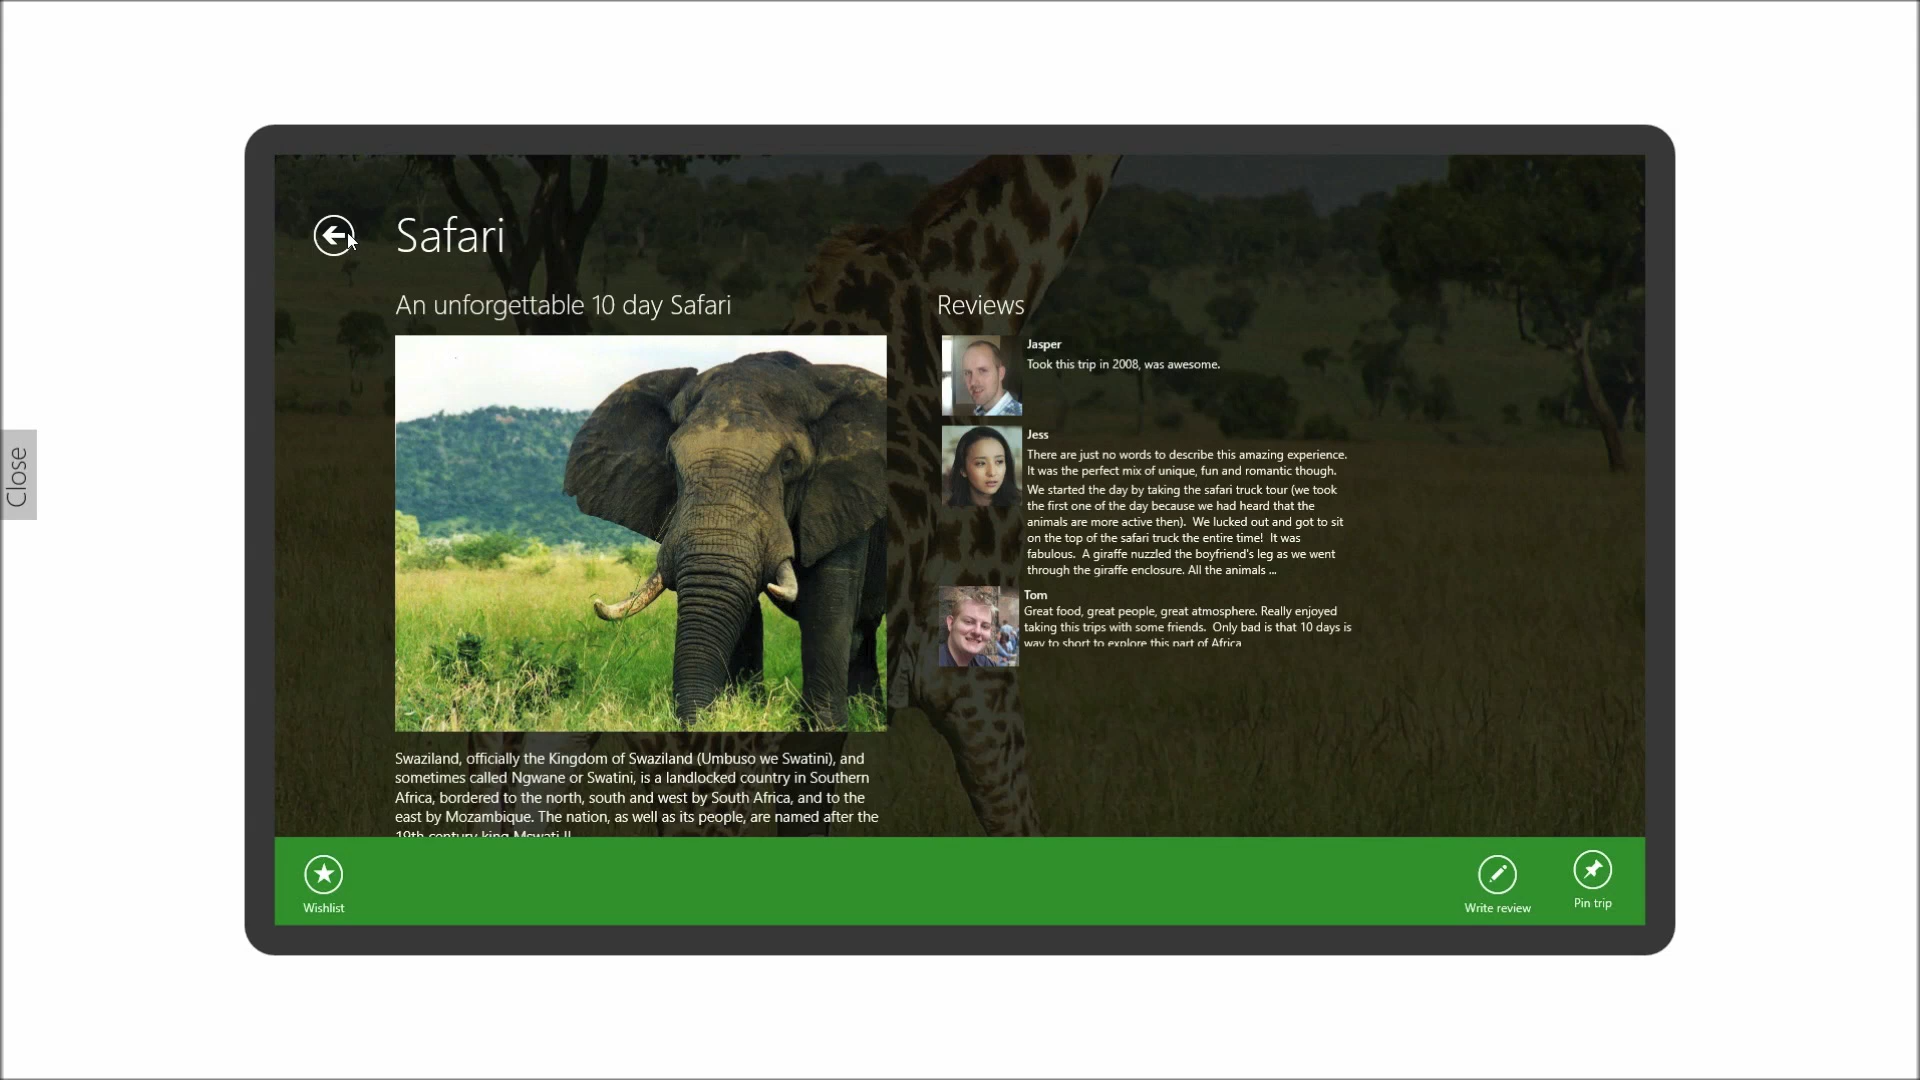 Close
Safari
An unforgettable 10 day Safari
Swaziland, officially the Kingdom of Swaziland (Umbuso we Swatini), and
sometimes called Ngwane or Swatini, is a landlocked country in Southern
Africa, bordered to the north, south and west by South Africa, and to the
east by Mozambique. The nation, as well as its people, are named after the
19th century king Mswati II
Reviews
Jasper
Took this trip in 2008, was awesome.
Jess
There are just no words to describe this amazing experience.
It was the perfect mix of unique, fun and romantic though.
We started the day by taking the safari truck tour (we took
the first one of the day because we had heard that the
animals are more active then).  We lucked out and got to sit
on the top of the safari truck the entire time!  It was
fabulous.  A giraffe nuzzled the boyfriend's leg as we went
through the giraffe enclosure. All the animals ...
Tom
Great food, great people, great atmosphere. Really enjoyed
taking this trips with some friends.  Only bad is that 10 days is
way to short to explore this part of Africa
Wishlist
Write review
Pin trip